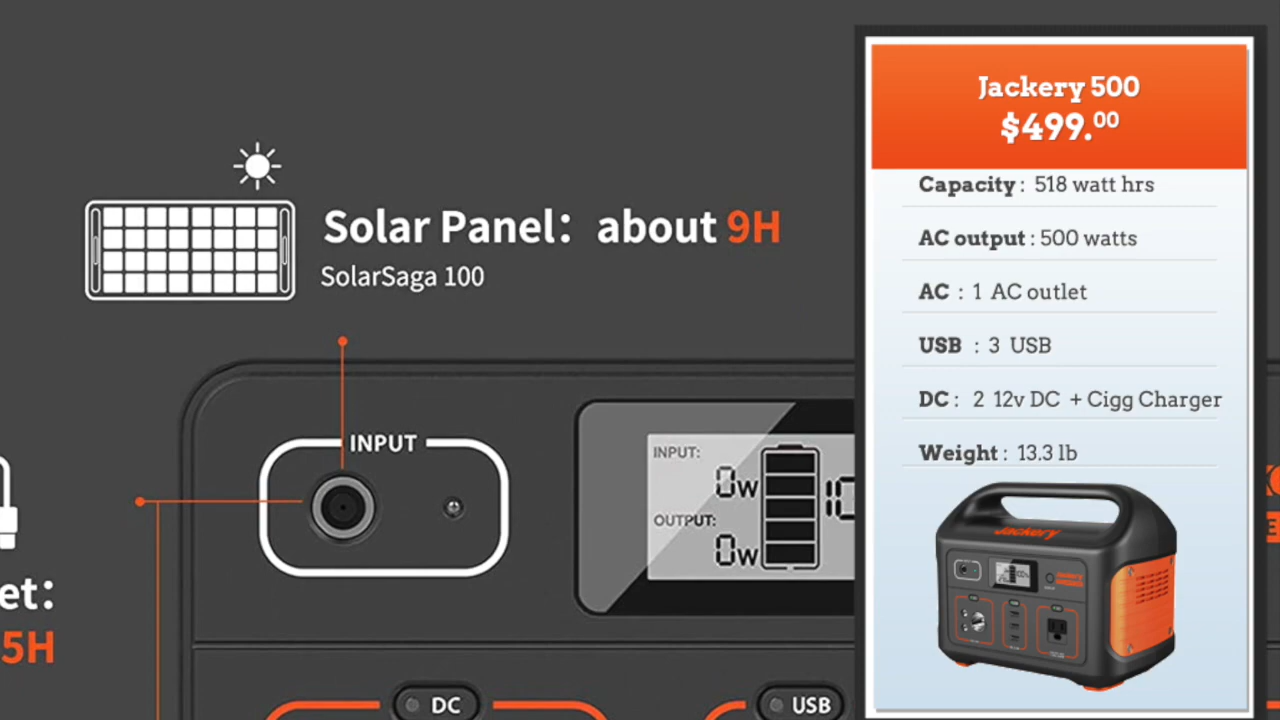 Solar Panel: about 9H
SolarSaga 100
INPUT
INPUT:
0w
OUTPUT:
0w
et:
5H
DC
USB
Jackery 500
$499.00
Capacity : 518 watt hrs
AC output : 500 watts
AC : 1 AC outlet
USB : 3 USB
DC : 2 12v DC + Cigg Charger
Weight : 13.3 lb
Jackery